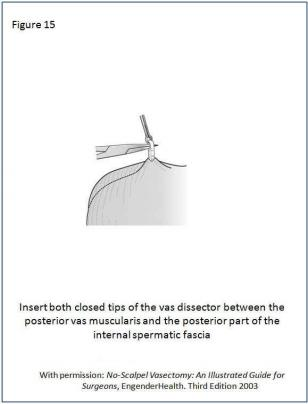 Figure 15
Insert both closed tips of the vas dissector between the
posterior vas muscularis and the posterior part of the
internal spermatic fascia
With permission: No-Scalpel Vasectomy: An Illustrated Guide for
Surgeons, EngenderHealth. Third Edition 2003